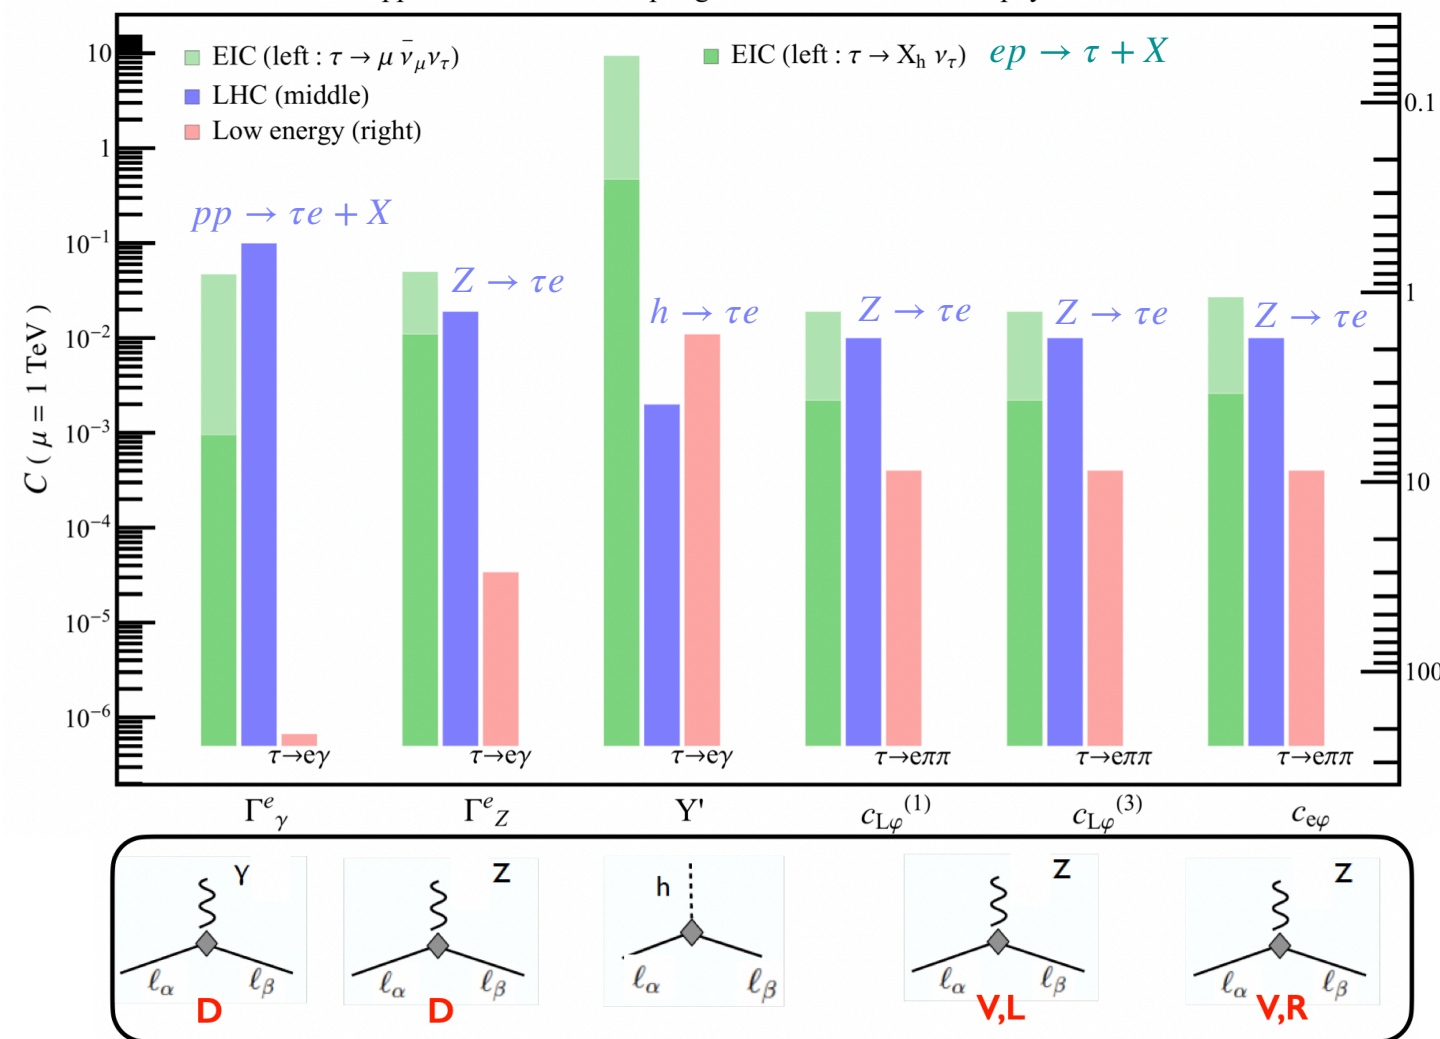 EIC (left : τ → μ ν̄_μ ν_τ)
EIC (left : τ → X_h ν_τ)
ep → τ + X
LHC (middle)
Low energy (right)
pp → τe + X
Z → τe
h → τe
Z → τe
Z → τe
Z → τe
C ( μ = 1 TeV )
10
1
10⁻¹
10⁻²
10⁻³
10⁻⁴
10⁻⁵
10⁻⁶
0.1
1
10
100
τ→eγ
τ→eγ
τ→eγ
τ→eππ
τ→eππ
τ→eππ
Γ^e_γ
Γ^e_Z
Y'
c_Lφ^(1)
c_Lφ^(3)
c_eφ
γ
Z
h
Z
Z
ℓ_α ℓ_β
ℓ_α ℓ_β
ℓ_α ℓ_β
ℓ_α ℓ_β
ℓ_α ℓ_β
D
D
V,L
V,R